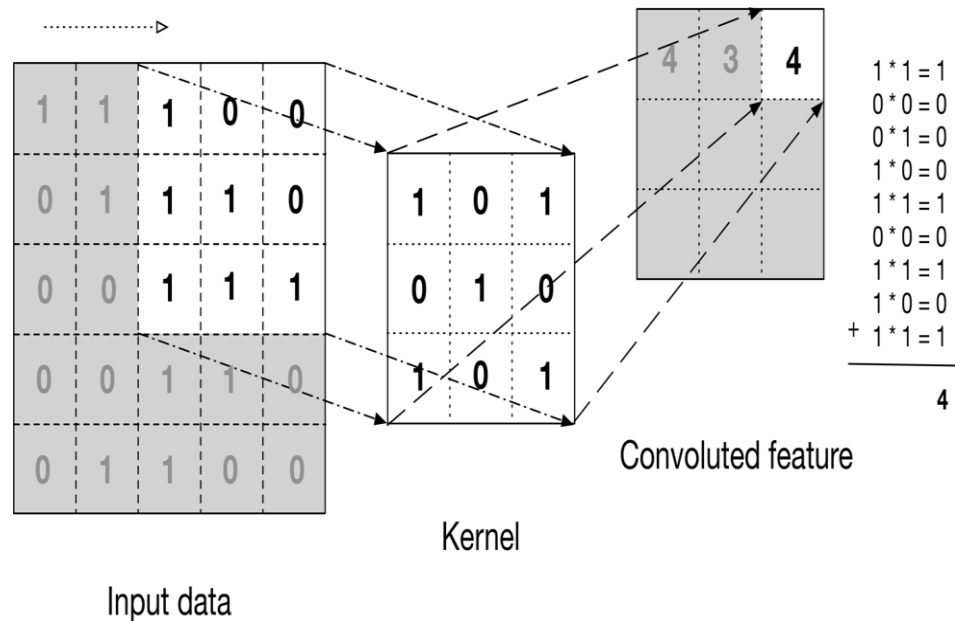 1 1 1 0 0
0 1 1 1 0
0 0 1 1 1
0 0 1 1 0
0 1 1 0 0
Input data
1 0 1
0 1 0
1 0 1
Kernel
4 3 4
Convoluted feature
1 * 1 = 1
0 * 0 = 0
0 * 1 = 0
1 * 0 = 0
1 * 1 = 1
0 * 0 = 0
1 * 1 = 1
1 * 0 = 0
+ 1 * 1 = 1
4